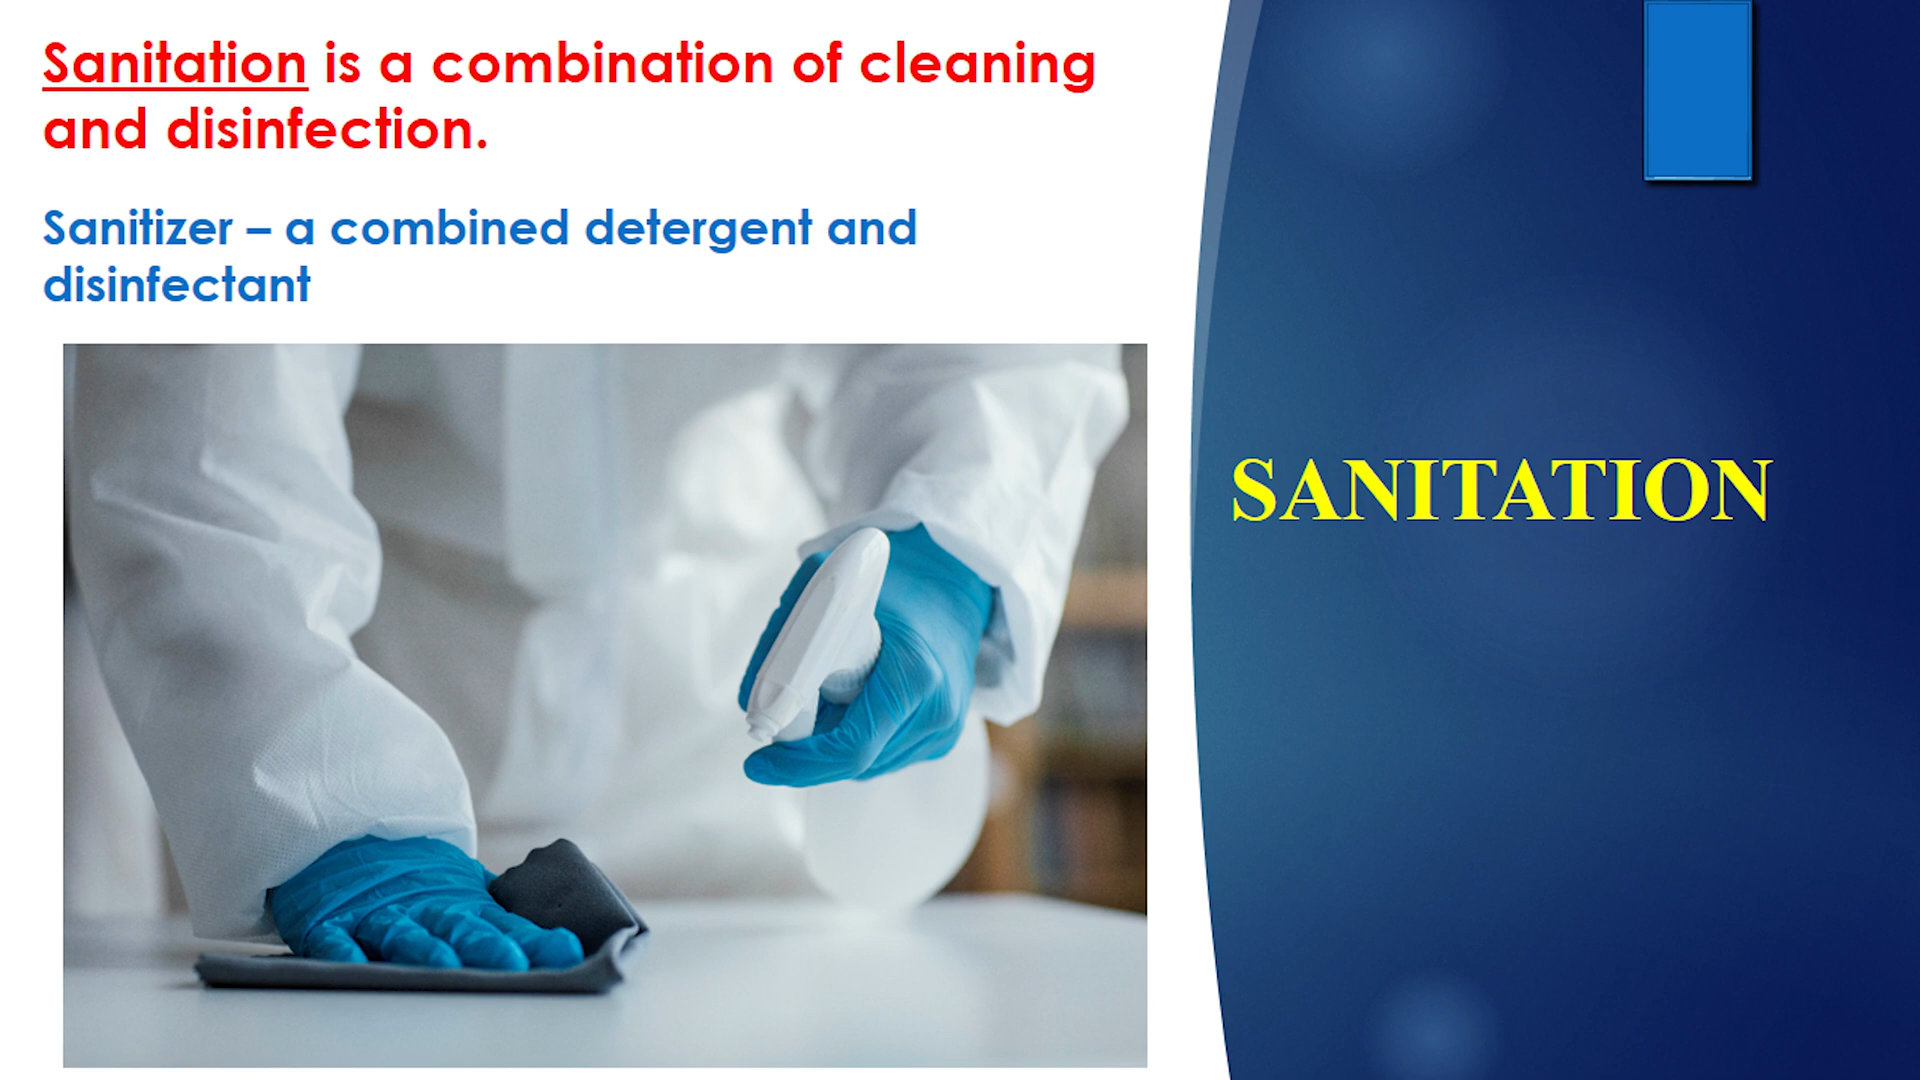 Sanitation is a combination of cleaning
and disinfection.
Sanitizer – a combined detergent and
disinfectant
SANITATION